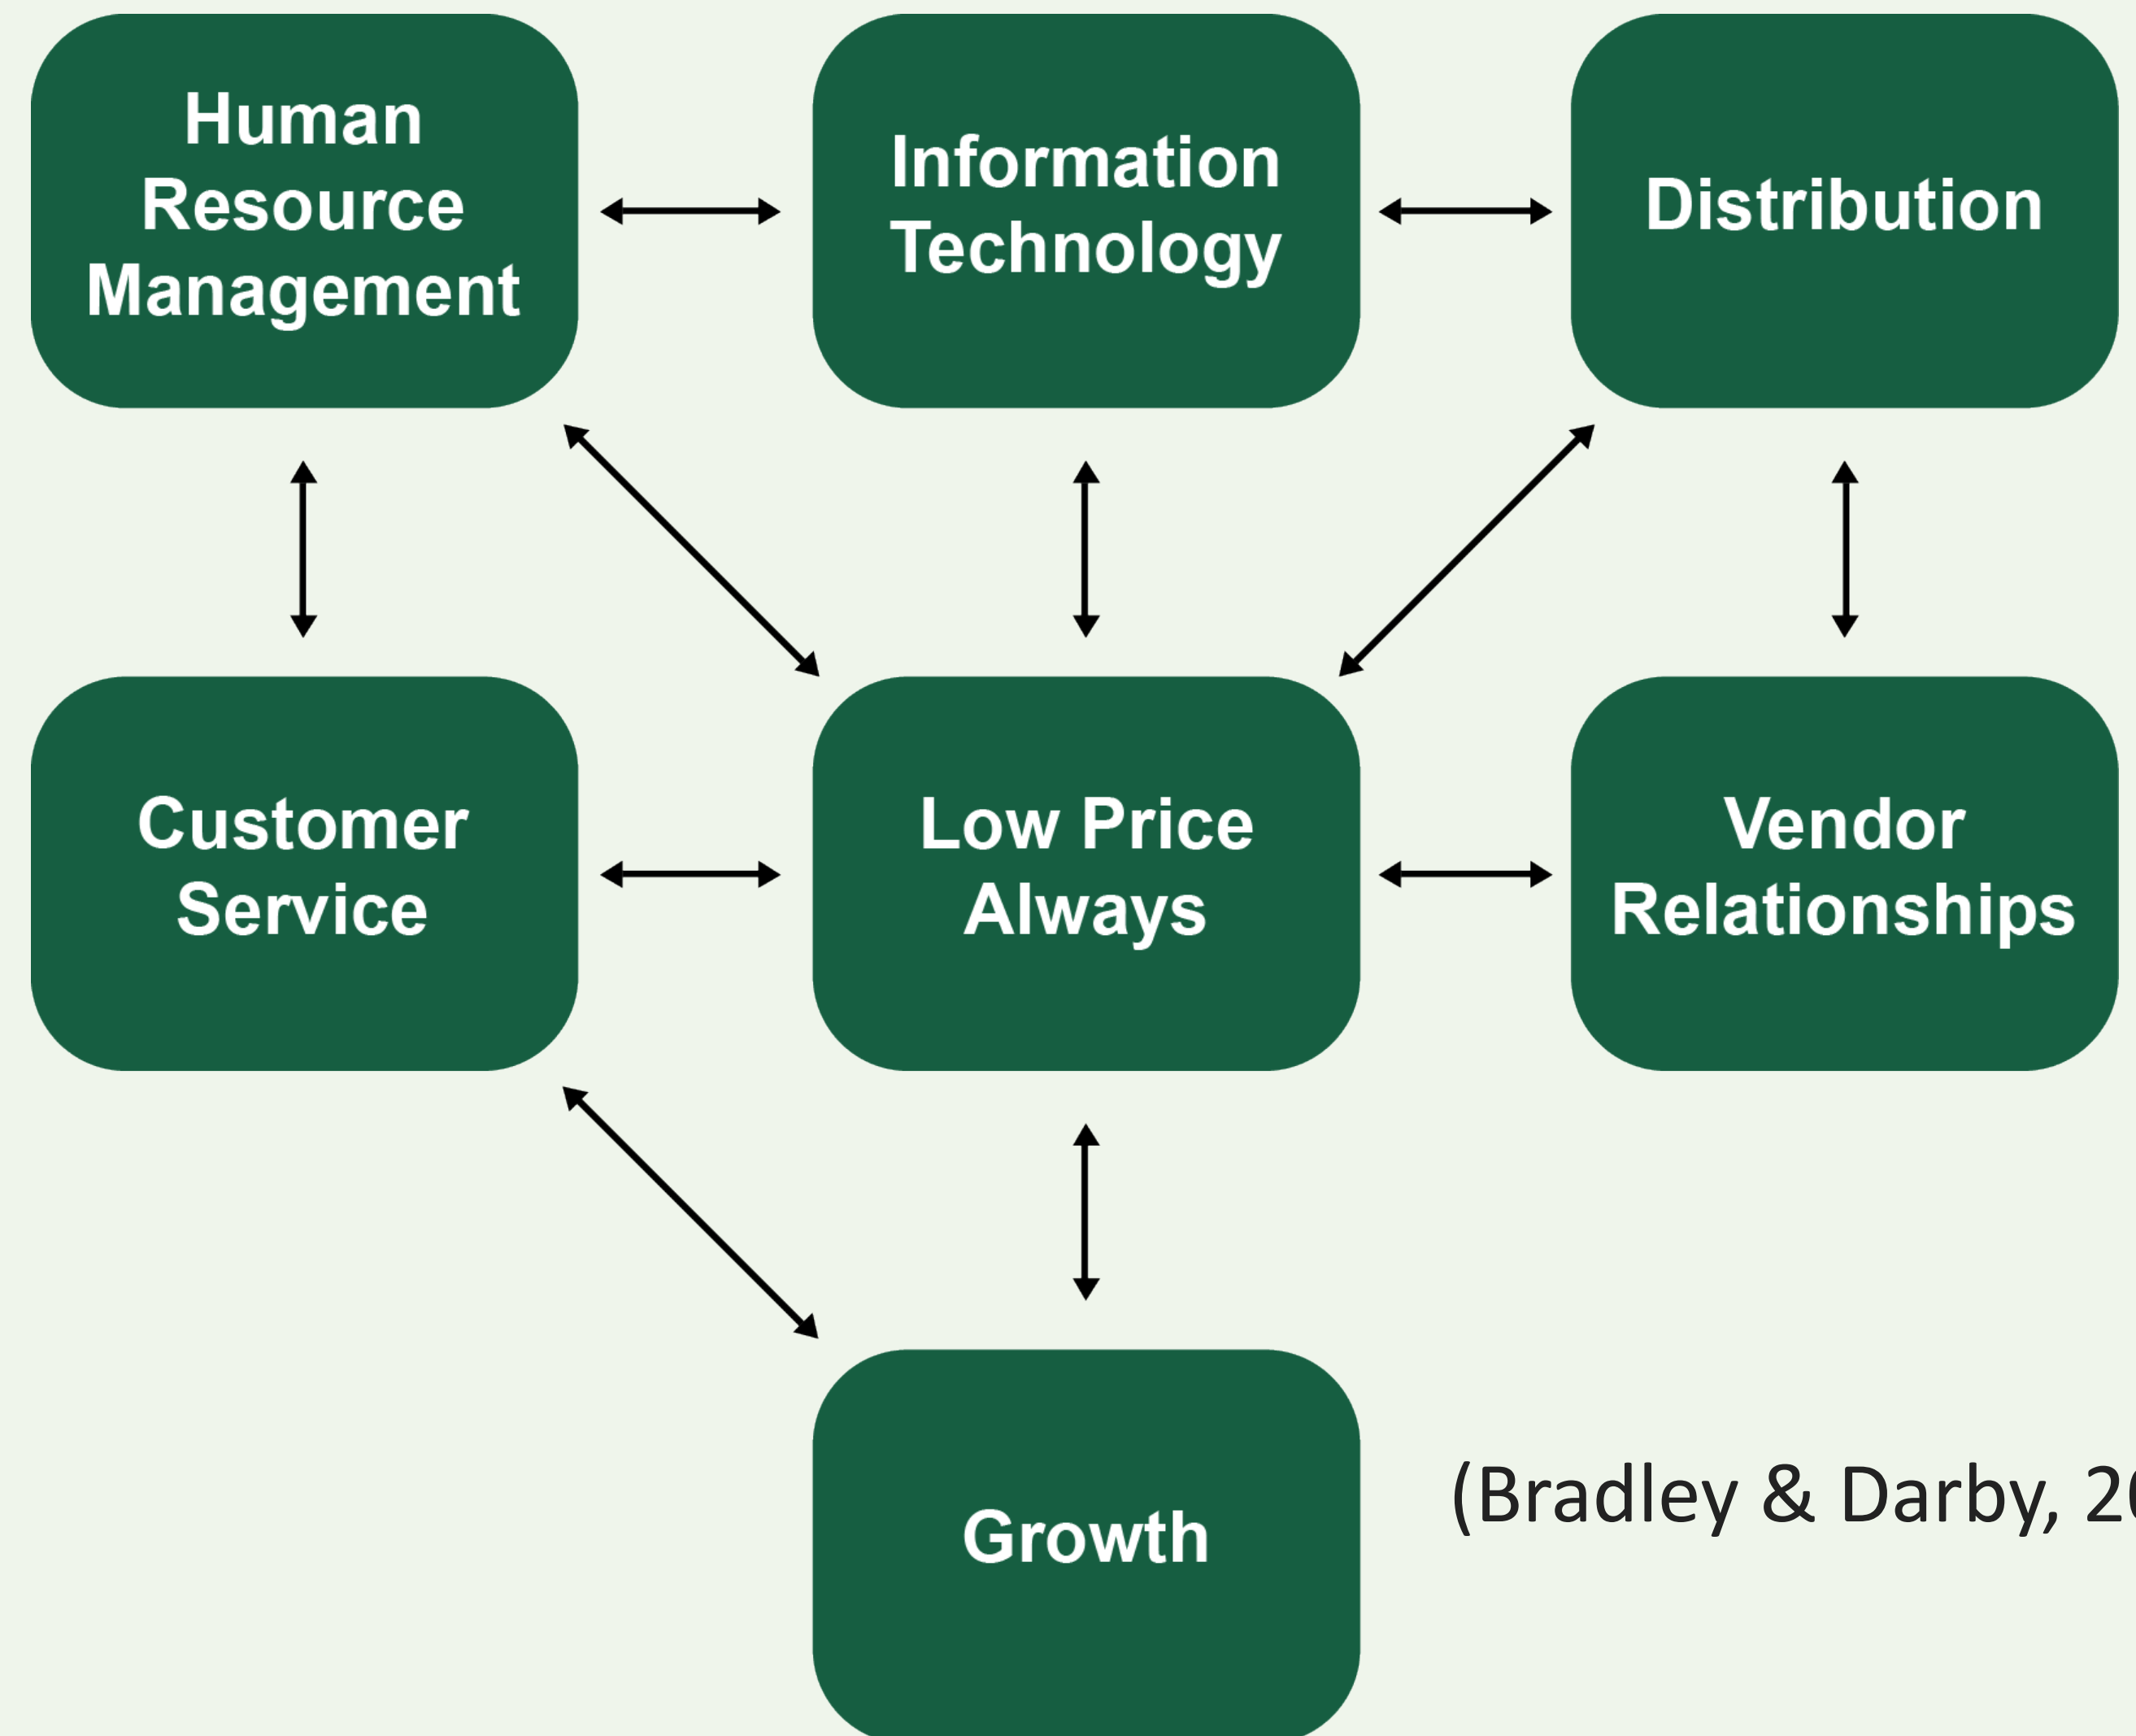 Human
Resource
Management
Information
Technology
Distribution
Customer
Service
Low Price
Always
Vendor
Relationships
Growth
(Bradley & Darby,